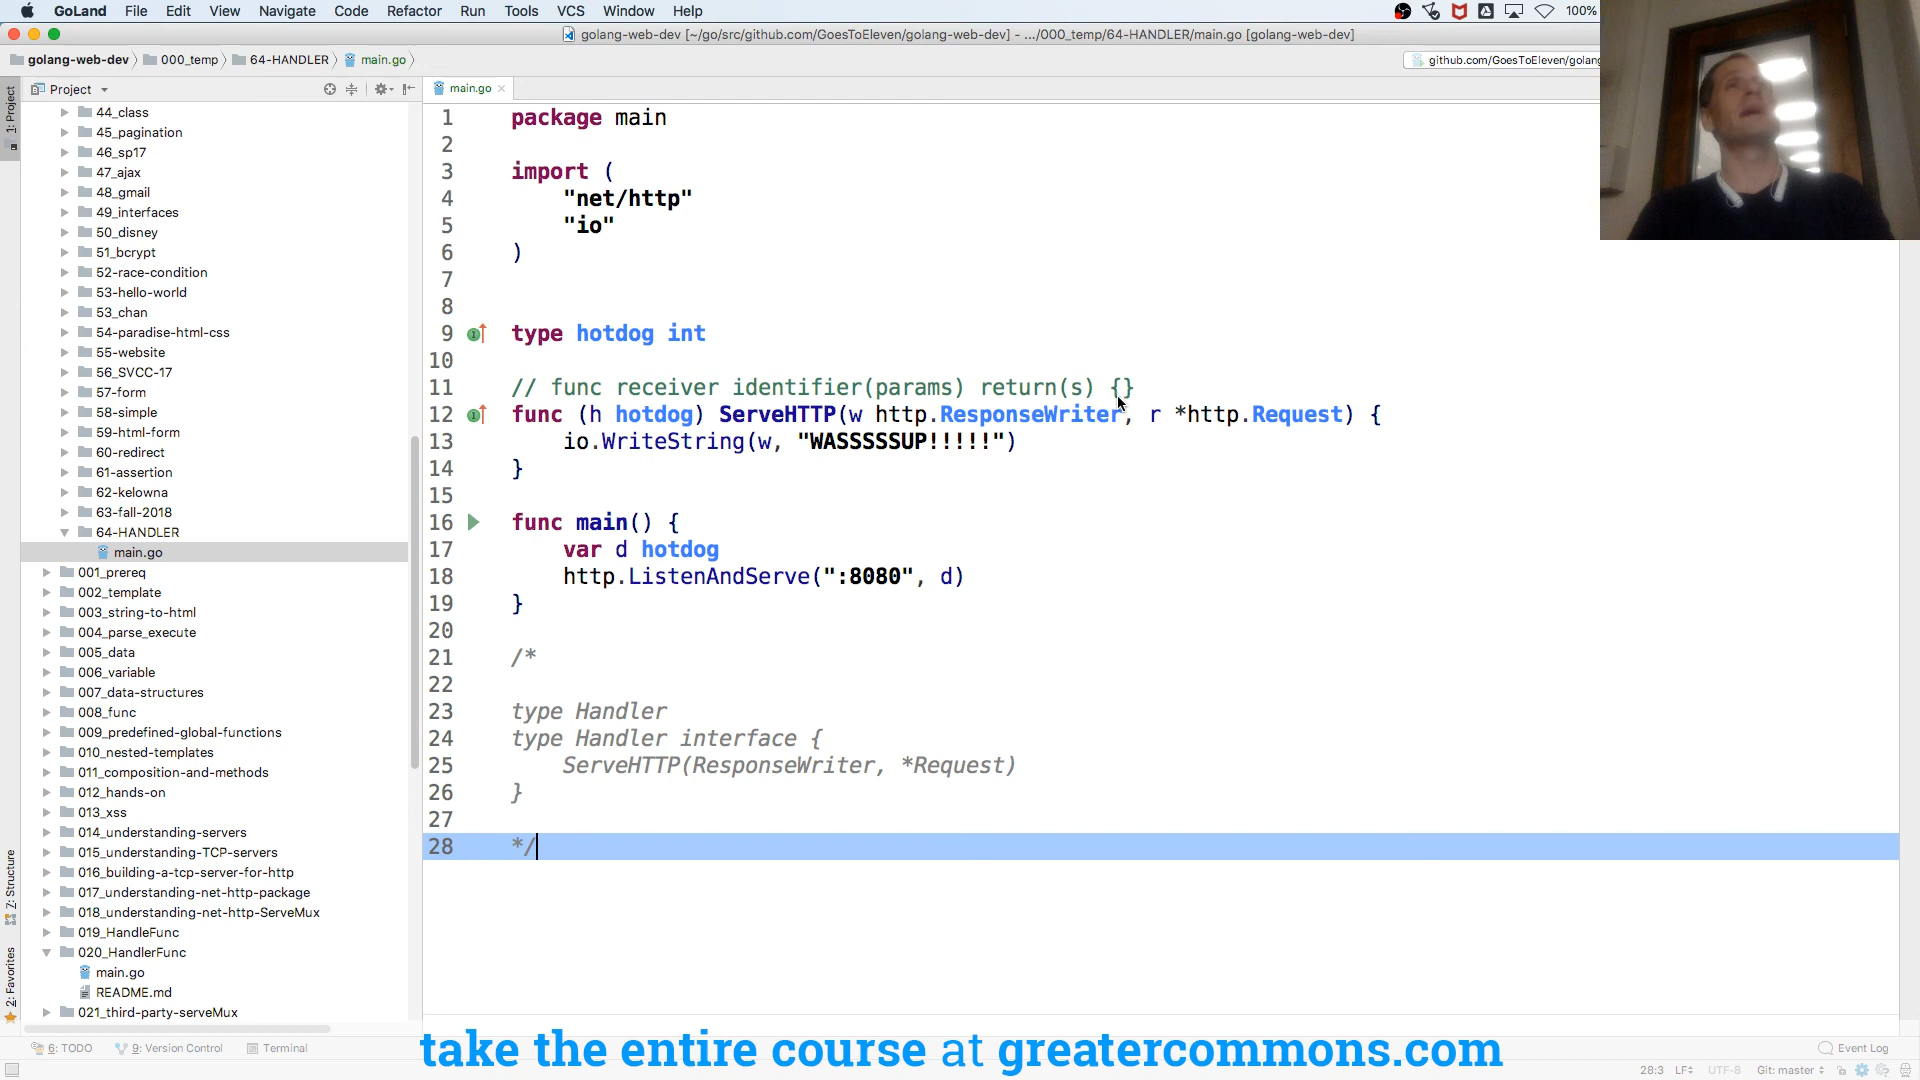 GoLand File Edit View Navigate Code Refactor Run Tools VCS Window Help 100%
golang-web-dev [~/go/src/github.com/GoesToEleven/golang-web-dev] - .../000_temp/64-HANDLER/main.go [golang-web-dev]
golang-web-dev 000_temp 64-HANDLER main.go
github.com/GoesToEleven/golang
Project
main.go
1: Project
44_class
45_pagination
46_sp17
47_ajax
48_gmail
49_interfaces
50_disney
51_bcrypt
52-race-condition
53-hello-world
53_chan
54-paradise-html-css
55-website
56_SVCC-17
57-form
58-simple
59-html-form
60-redirect
61-assertion
62-kelowna
63-fall-2018
64-HANDLER
main.go
001_prereq
002_template
003_string-to-html
004_parse_execute
005_data
006_variable
007_data-structures
008_func
009_predefined-global-functions
010_nested-templates
011_composition-and-methods
012_hands-on
013_xss
014_understanding-servers
015_understanding-TCP-servers
016_building-a-tcp-server-for-http
017_understanding-net-http-package
018_understanding-net-http-ServeMux
019_HandleFunc
020_HandlerFunc
main.go
README.md
021_third-party-serveMux
7: Structure
2: Favorites
1 package main
2
3 import (
4 "net/http"
5 "io"
6 )
7
8
9 type hotdog int
10
11 // func receiver identifier(params) return(s) {}
12 func (h hotdog) ServeHTTP(w http.ResponseWriter, r *http.Request) {
13 io.WriteString(w, "WASSSSSUP!!!!!")
14 }
15
16 func main() {
17 var d hotdog
18 http.ListenAndServe(":8080", d)
19 }
20
21 /*
22
23 type Handler
24 type Handler interface {
25 ServeHTTP(ResponseWriter, *Request)
26 }
27
28 */
6: TODO 9: Version Control Terminal
Event Log
take the entire course at greatercommons.com
28:3 LF UTF-8 Git: master